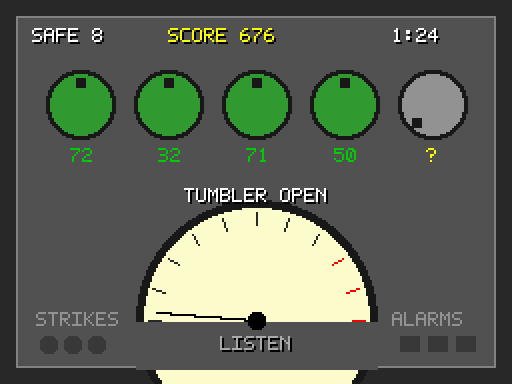 SAFE 8 SCORE 676 1:24
72 32 71 50 ?
TUMBLER OPEN
STRIKES ALARMS
LISTEN